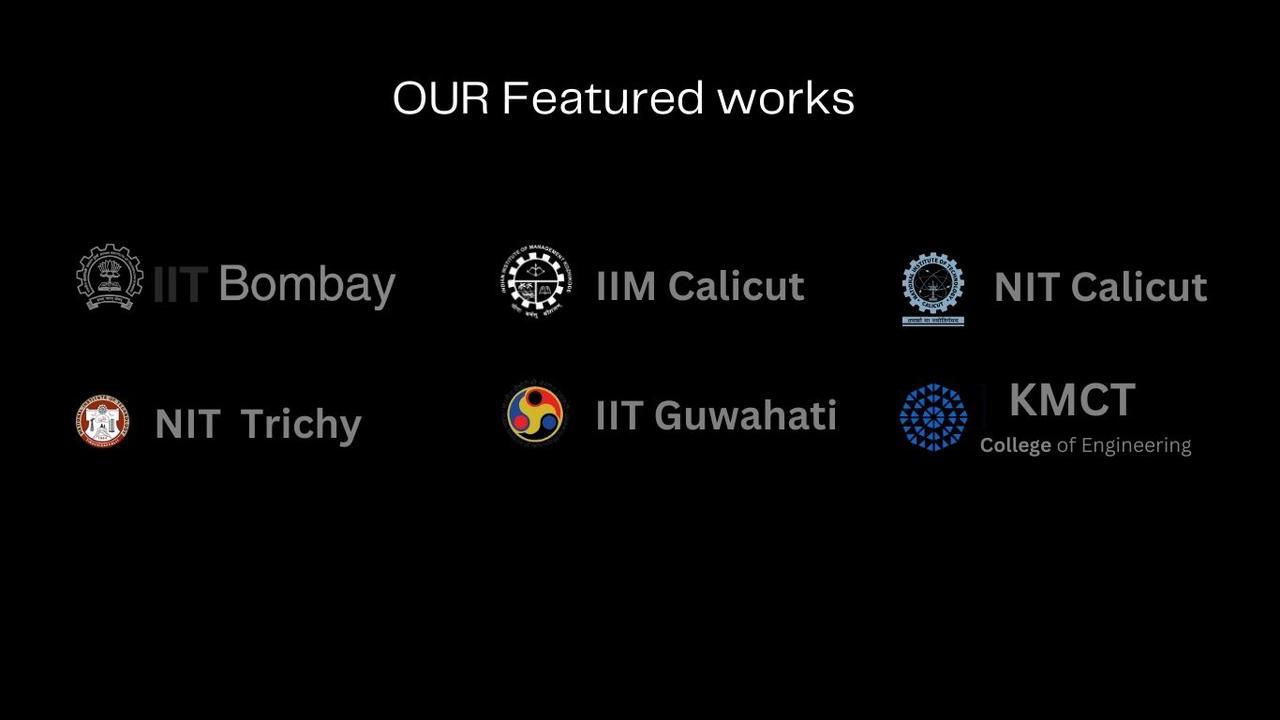 OUR Featured works
IIT Bombay
IIM Calicut
NIT Calicut
NIT Trichy
IIT Guwahati
KMCT
College of Engineering